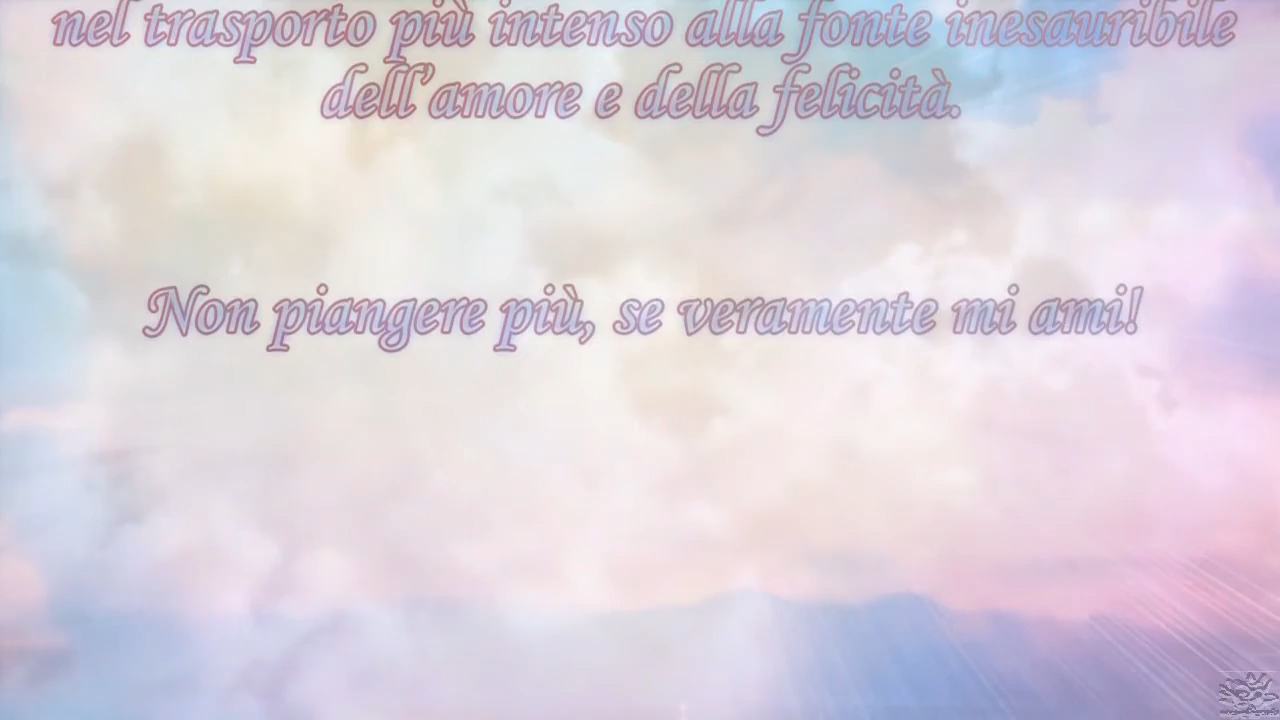 nel trasporto più intenso alla fonte inesauribile
dell'amore e della felicità.
Non piangere più, se veramente mi ami!